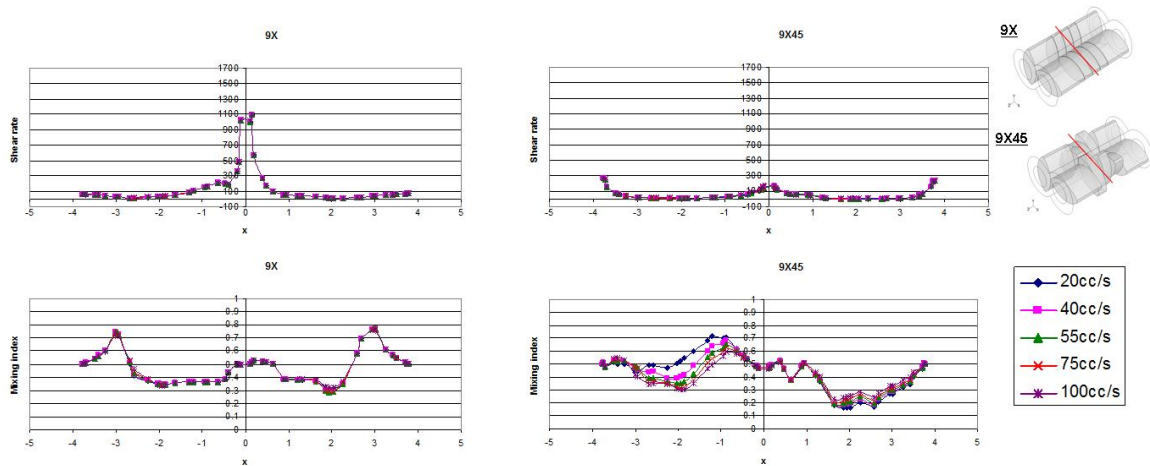 9X
1700
1500
1300
1100
900
700
500
300
100
-100
-5 -4 -3 -2 -1 0 1 2 3 4 5
Shear rate
x
9X45
1700
1500
1300
1100
900
700
500
300
100
-100
-5 -4 -3 -2 -1 0 1 2 3 4 5
Shear rate
x
9X
9X45
9X
1
0.9
0.8
0.7
0.6
0.5
0.4
0.3
0.2
0.1
0
-5 -4 -3 -2 -1 0 1 2 3 4 5
Mixing index
x
9X45
1
0.9
0.8
0.7
0.6
0.5
0.4
0.3
0.2
0.1
0
-5 -4 -3 -2 -1 0 1 2 3 4 5
Mixing index
x
20cc/s
40cc/s
55cc/s
75cc/s
100cc/s